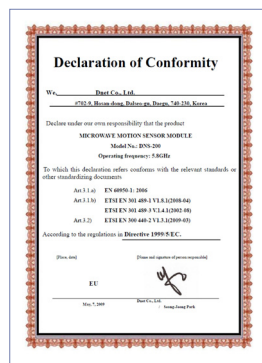 Declaration of Conformity
We, Dnet Co., Ltd.
#702-9, Hosan-dong, Dalseo-gu, Daegu, 740-230, Korea
Declare under our own responsibility that the product
MICROWAVE MOTION SENSOR MODULE
Model No.: DNS-200
Operating frequency: 5.8GHz
To which this declaration refers conforms with the relevant standards or
other standardizing documents
Art.3.1.a) EN 60950-1: 2006
Art.3.1.b) ETSI EN 301 489-1 V1.8.1(2008-04)
ETSI EN 301 489-3 V.1.4.1(2002-08)
Art.3.2) ETSI EN 300 440-2 V1.3.1(2009-03)
According to the regulations in Directive 1999/5/EC.
[Place, date] [Name and signature of person responsible]
EU
May, 7, 2009 Dnet Co., Ltd.
: Seong-Joong Park